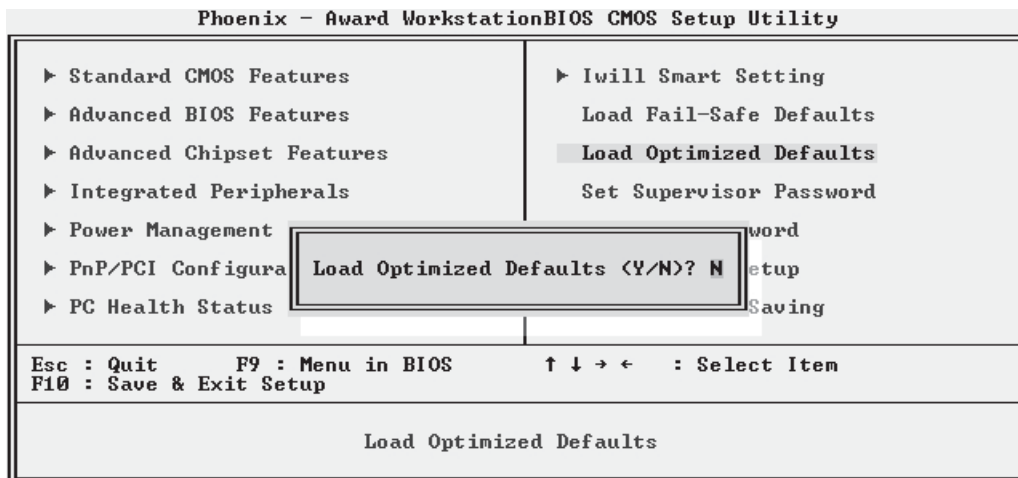 Phoenix - Award WorkstationBIOS CMOS Setup Utility
▶ Standard CMOS Features
▶ Advanced BIOS Features
▶ Advanced Chipset Features
▶ Integrated Peripherals
▶ Power Management
▶ PnP/PCI Configura
▶ PC Health Status
▶ Iwill Smart Setting
Load Fail-Safe Defaults
Load Optimized Defaults
Set Supervisor Password
word
etup
Saving
Load Optimized Defaults (Y/N)? N
Esc : Quit F9 : Menu in BIOS ↑ ↓ → ← : Select Item
F10 : Save & Exit Setup
Load Optimized Defaults